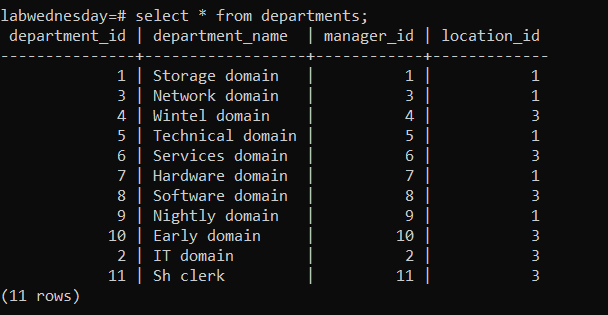 labwednesday=# select * from departments;
 department_id | department_name  | manager_id | location_id
---------------+------------------+------------+-------------
             1 | Storage domain   |          1 |           1
             3 | Network domain   |          3 |           1
             4 | Wintel domain    |          4 |           3
             5 | Technical domain |          5 |           1
             6 | Services domain  |          6 |           3
             7 | Hardware domain  |          7 |           1
             8 | Software domain  |          8 |           3
             9 | Nightly domain   |          9 |           1
            10 | Early domain     |         10 |           3
             2 | IT domain        |          2 |           3
            11 | Sh clerk         |         11 |           3
(11 rows)